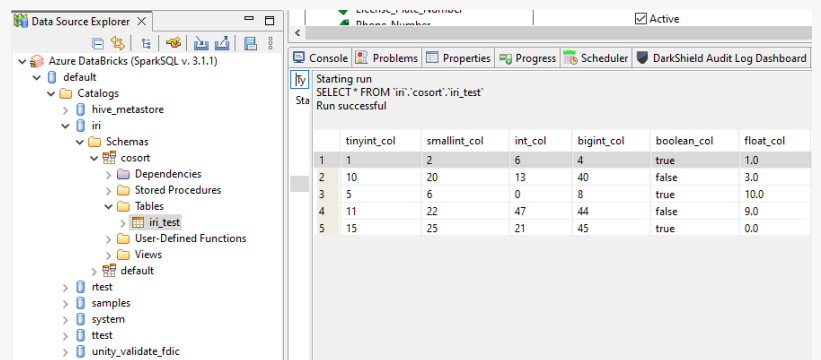 Data Source Explorer
Azure DataBricks (SparkSQL v. 3.1.1)
default
Catalogs
hive_metastore
iri
Schemas
cosort
Dependencies
Stored Procedures
Tables
iri_test
User-Defined Functions
Views
default
rtest
samples
system
ttest
unity_validate_fdic
License_Plate_Number
Phone_Number
Active
Console Problems Properties Progress Scheduler DarkShield Audit Log Dashboard
Ty
Sta
Starting run
SELECT * FROM `iri`.`cosort`.`iri_test`
Run successful
tinyint_col smallint_col int_col bigint_col boolean_col float_col
1 1 2 6 4 true 1.0
2 10 20 13 40 false 3.0
3 5 6 0 8 true 10.0
4 11 22 47 44 false 9.0
5 15 25 21 45 true 0.0